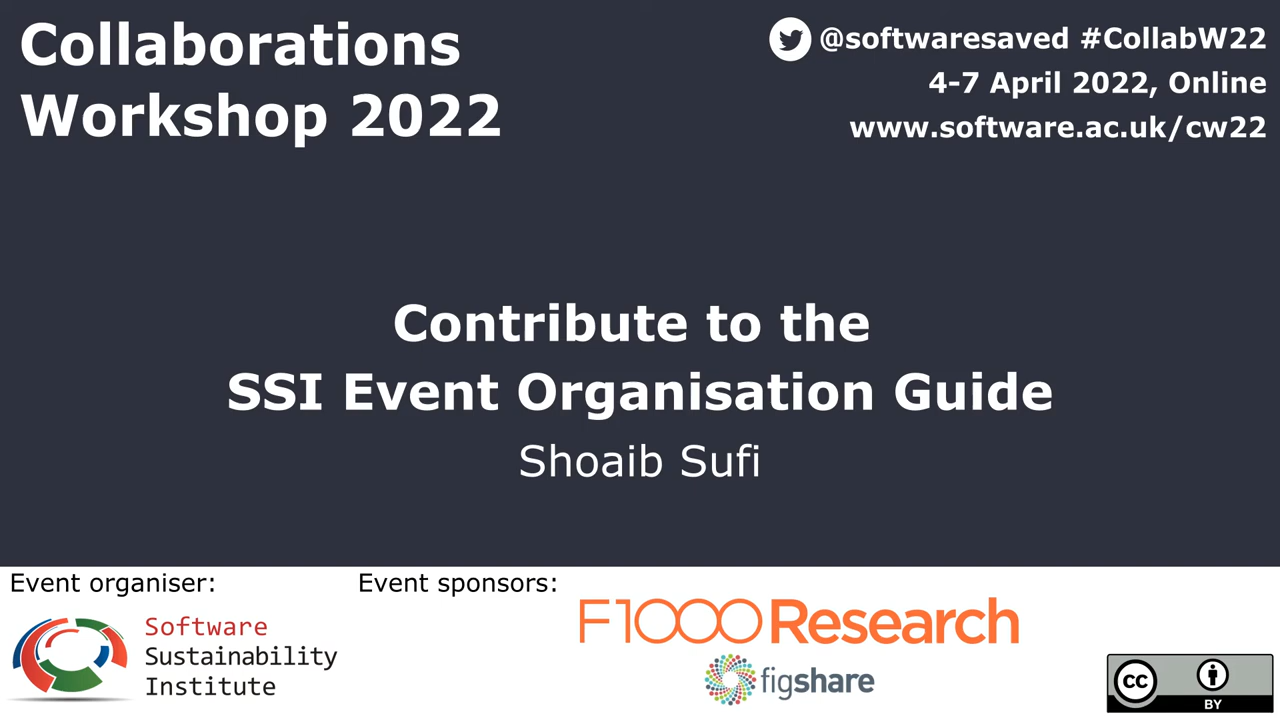 Collaborations
Workshop 2022
@softwaresaved #CollabW22
4-7 April 2022, Online
www.software.ac.uk/cw22
Contribute to the
SSI Event Organisation Guide
Shoaib Sufi
Event organiser:
Software
Sustainability
Institute
Event sponsors:
F1000Research
figshare
cc
BY